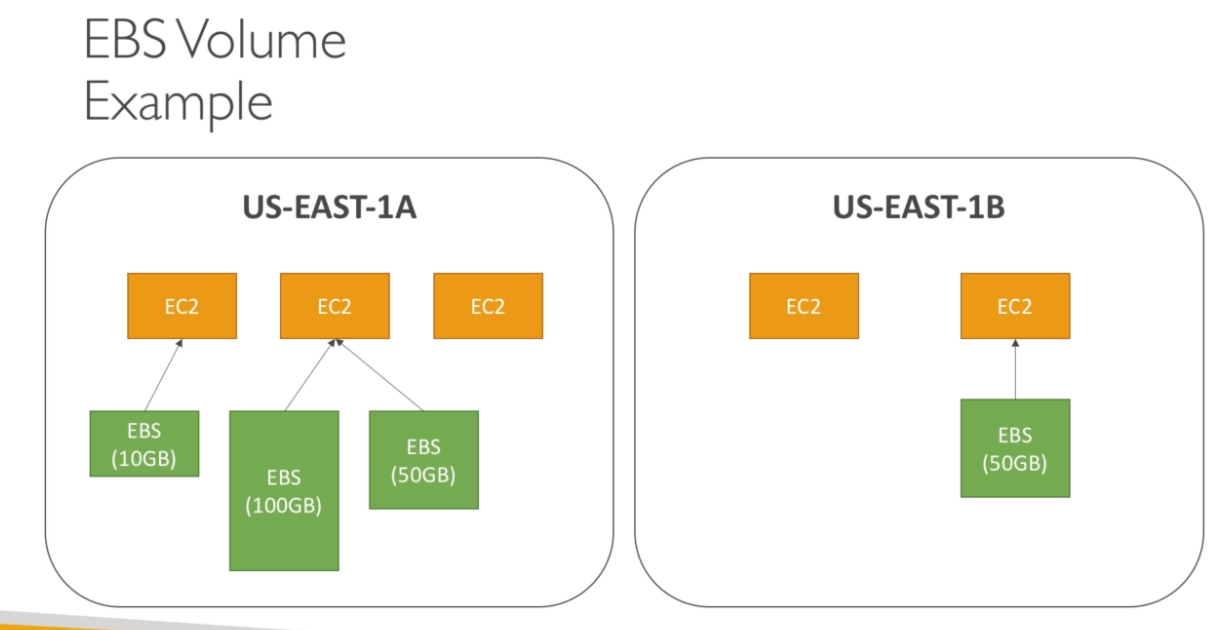 EBS Volume
Example
US-EAST-1A
EC2
EC2
EC2
EBS
(10GB)
EBS
(100GB)
EBS
(50GB)
US-EAST-1B
EC2
EC2
EBS
(50GB)